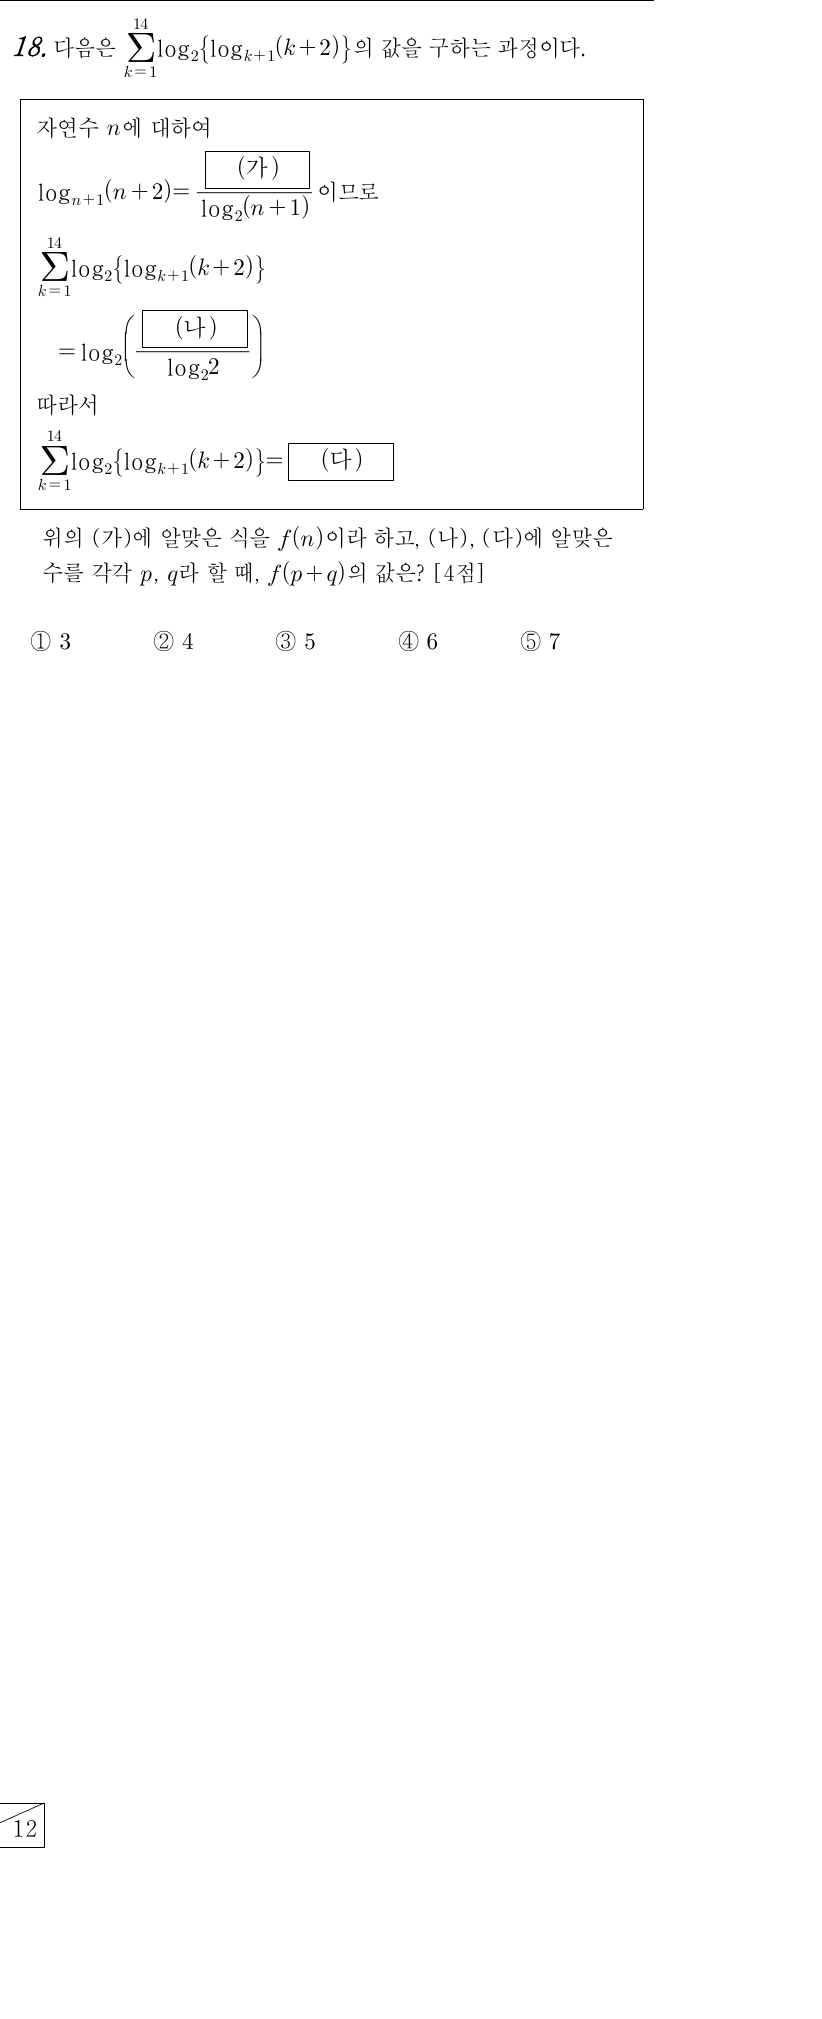 18. 다음은 $\sum_{k=1}^{14}\log_2\{\log_{k+1}(k+2)\}$의 값을 구하는 과정이다.
자연수 $n$에 대하여
$\log_{n+1}(n+2)=\frac{\boxed{(가)}}{\log_2(n+1)}$ 이므로
$\sum_{k=1}^{14}\log_2\{\log_{k+1}(k+2)\}$
$=\log_2\left(\frac{\boxed{(나)}}{\log_2 2}\right)$
따라서
$\sum_{k=1}^{14}\log_2\{\log_{k+1}(k+2)\}=\boxed{(다)}$
위의 (가)에 알맞은 식을 $f(n)$이라 하고, (나), (다)에 알맞은
수를 각각 $p$, $q$라 할 때, $f(p+q)$의 값은? [4점]
① 3 ② 4 ③ 5 ④ 6 ⑤ 7
12